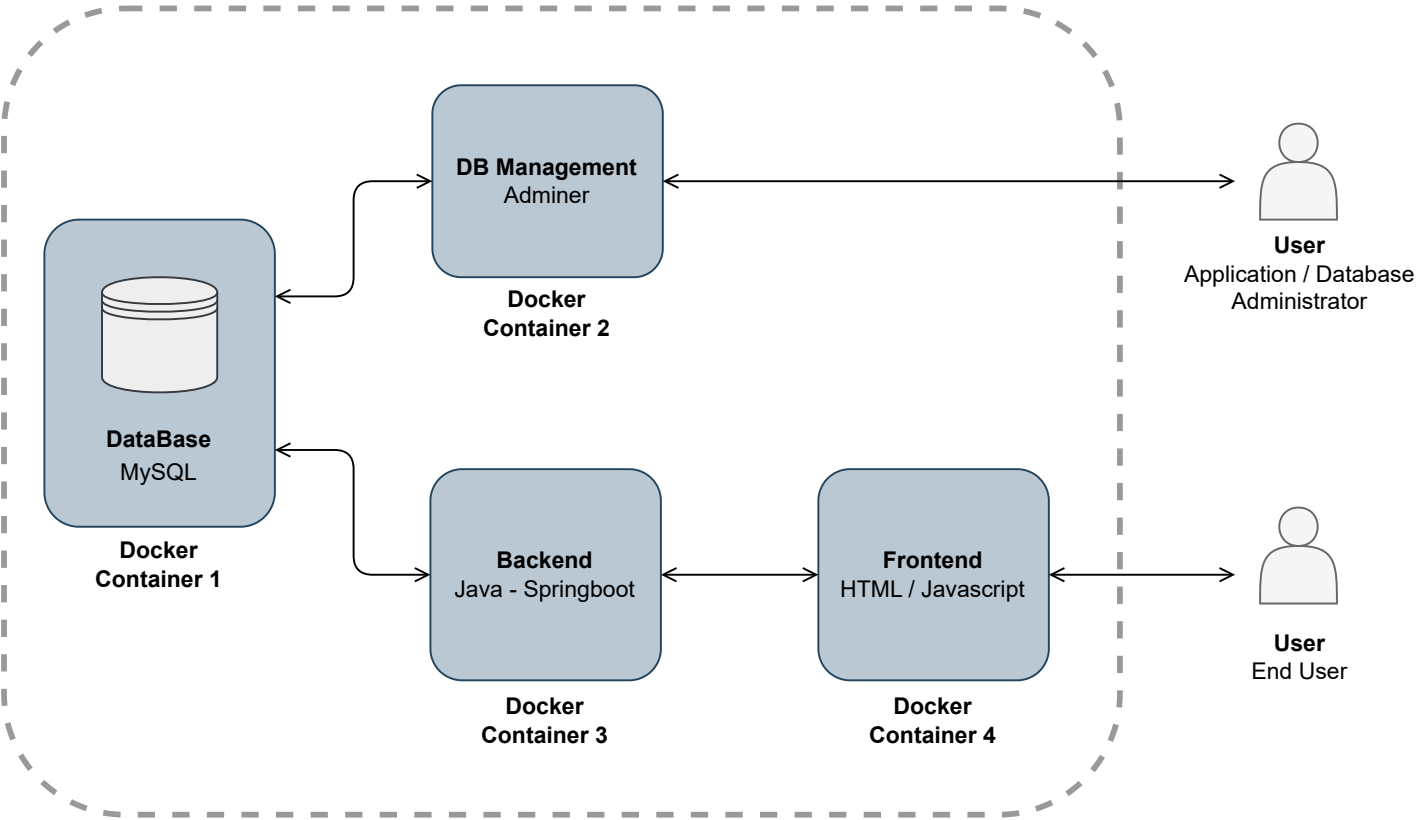 DB Management
Adminer
Docker
Container 2
User
Application / Database
Administrator
DataBase
MySQL
Docker
Container 1
Backend
Java - Springboot
Docker
Container 3
Frontend
HTML / Javascript
Docker
Container 4
User
End User